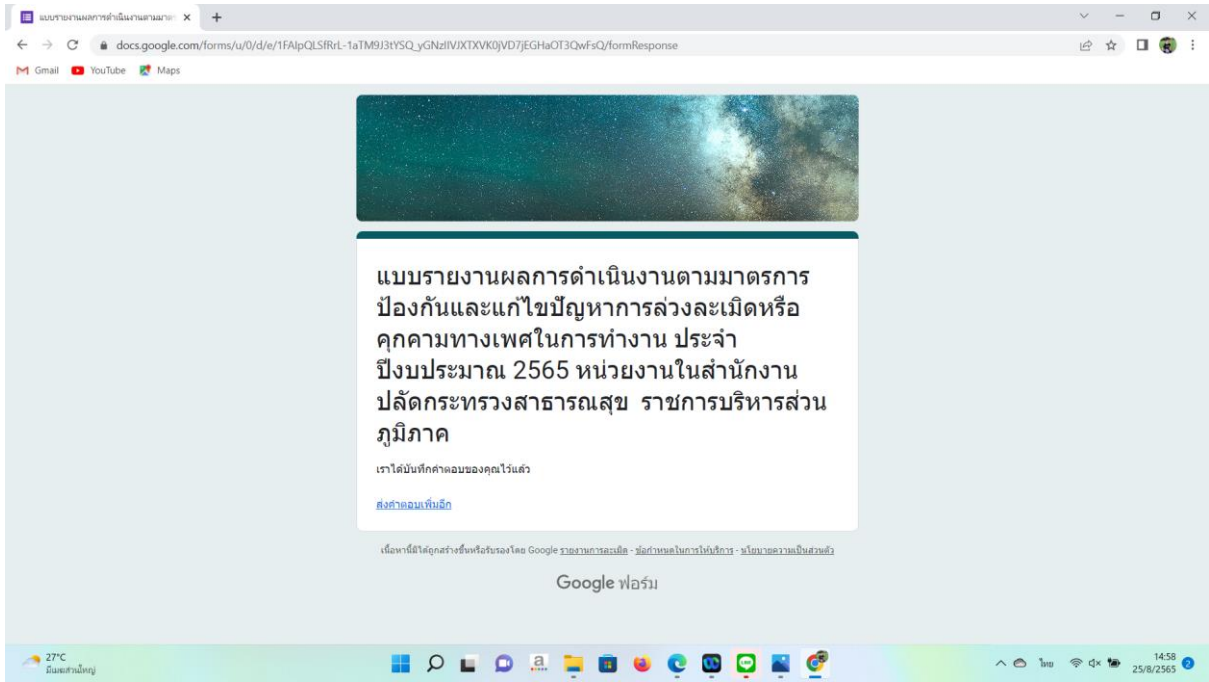 แบบรายงานผลการดำเนินงานตามมาตร
docs.google.com/forms/u/0/d/e/1FAIpQLSfRrL-1aTM9J3tYSQ_yGNzIIVJXTXVK0jVD7jEGHaOT3QwFsQ/formResponse
Gmail YouTube Maps
แบบรายงานผลการดำเนินงานตามมาตรการ
ป้องกันและแก้ไขปัญหาการล่วงละเมิดหรือ
คุกคามทางเพศในการทำงาน ประจำ
ปีงบประมาณ 2565 หน่วยงานในสำนักงาน
ปลัดกระทรวงสาธารณสุข ราชการบริหารส่วน
ภูมิภาค
เราได้บันทึกคำตอบของคุณไว้แล้ว
ส่งคำตอบเพิ่มอีก
เนื้อหานี้มิได้ถูกสร้างขึ้นหรือรับรองโดย Google รายงานการละเมิด - ข้อกำหนดในการให้บริการ - นโยบายความเป็นส่วนตัว
Google ฟอร์ม
27°C
มีเมฆส่วนใหญ่
a
LINE
ไทย
14:58
25/8/2565
2